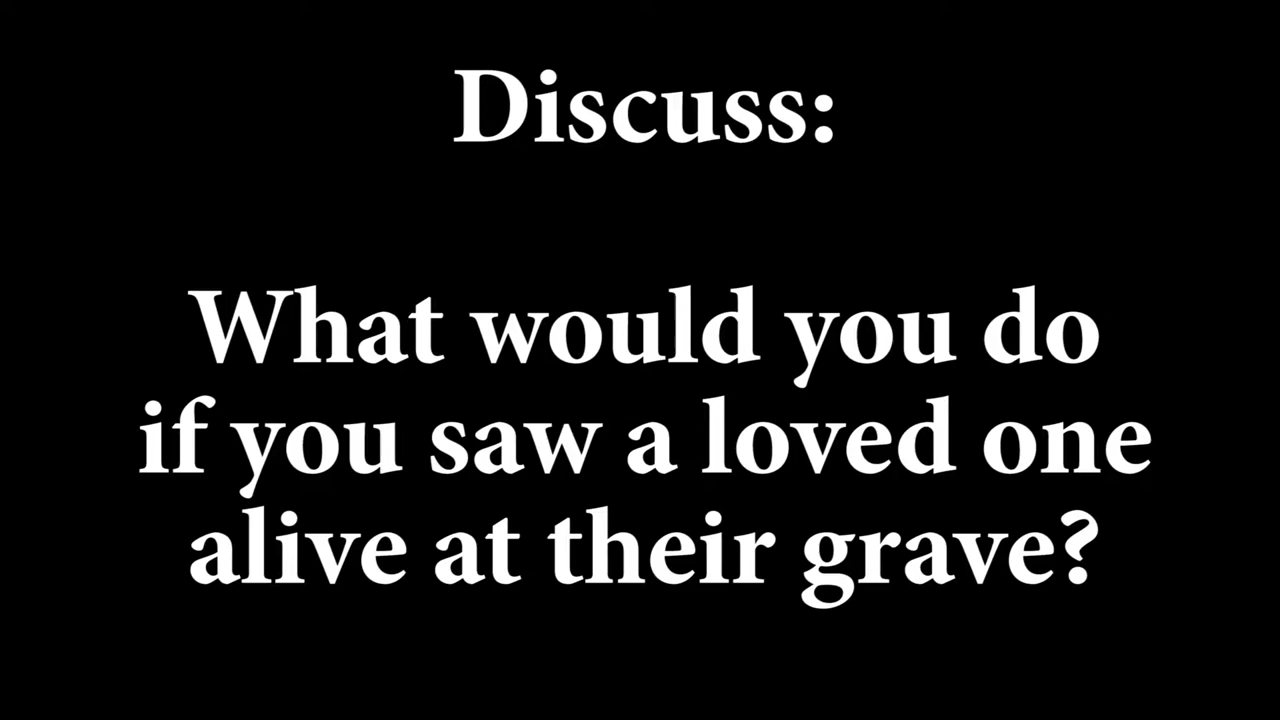 Discuss:
What would you do
if you saw a loved one
alive at their grave?